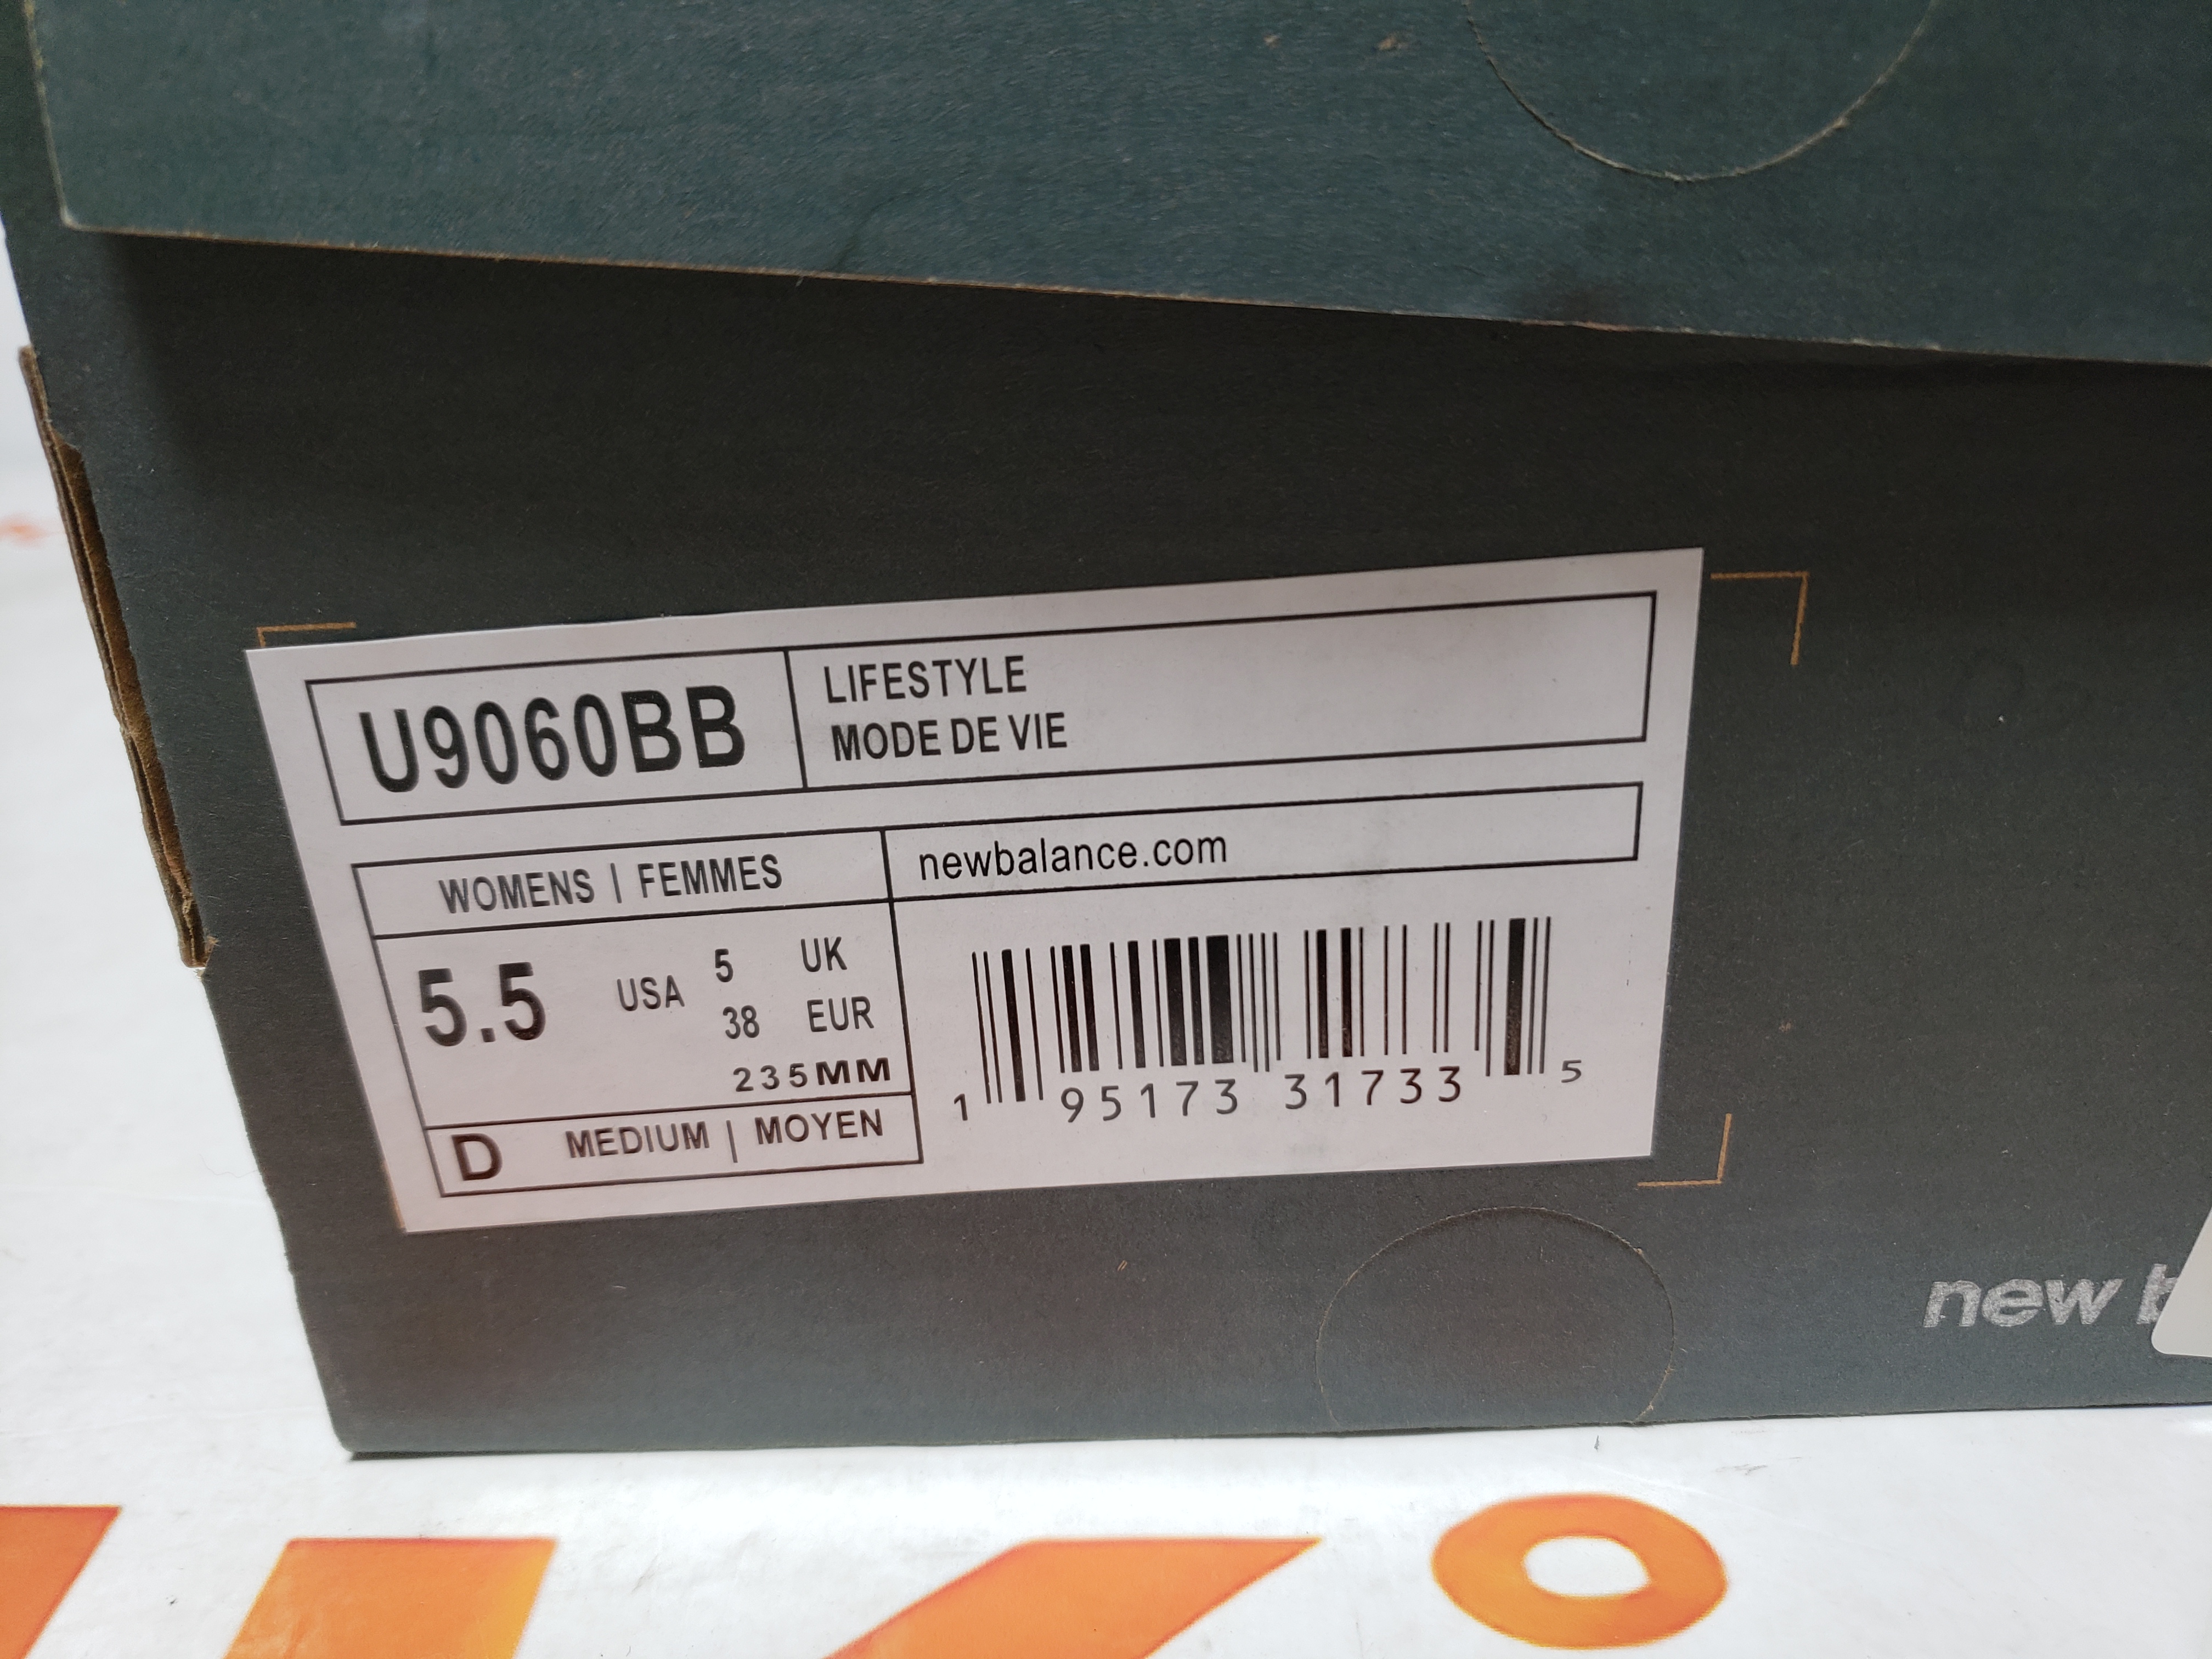 U9060BB
LIFESTYLE
MODE DE VIE
WOMENS | FEMMES
newbalance.com
5.5 USA
5 UK
38 EUR
235MM
D MEDIUM | MOYEN
1 95173 31733 5
new b